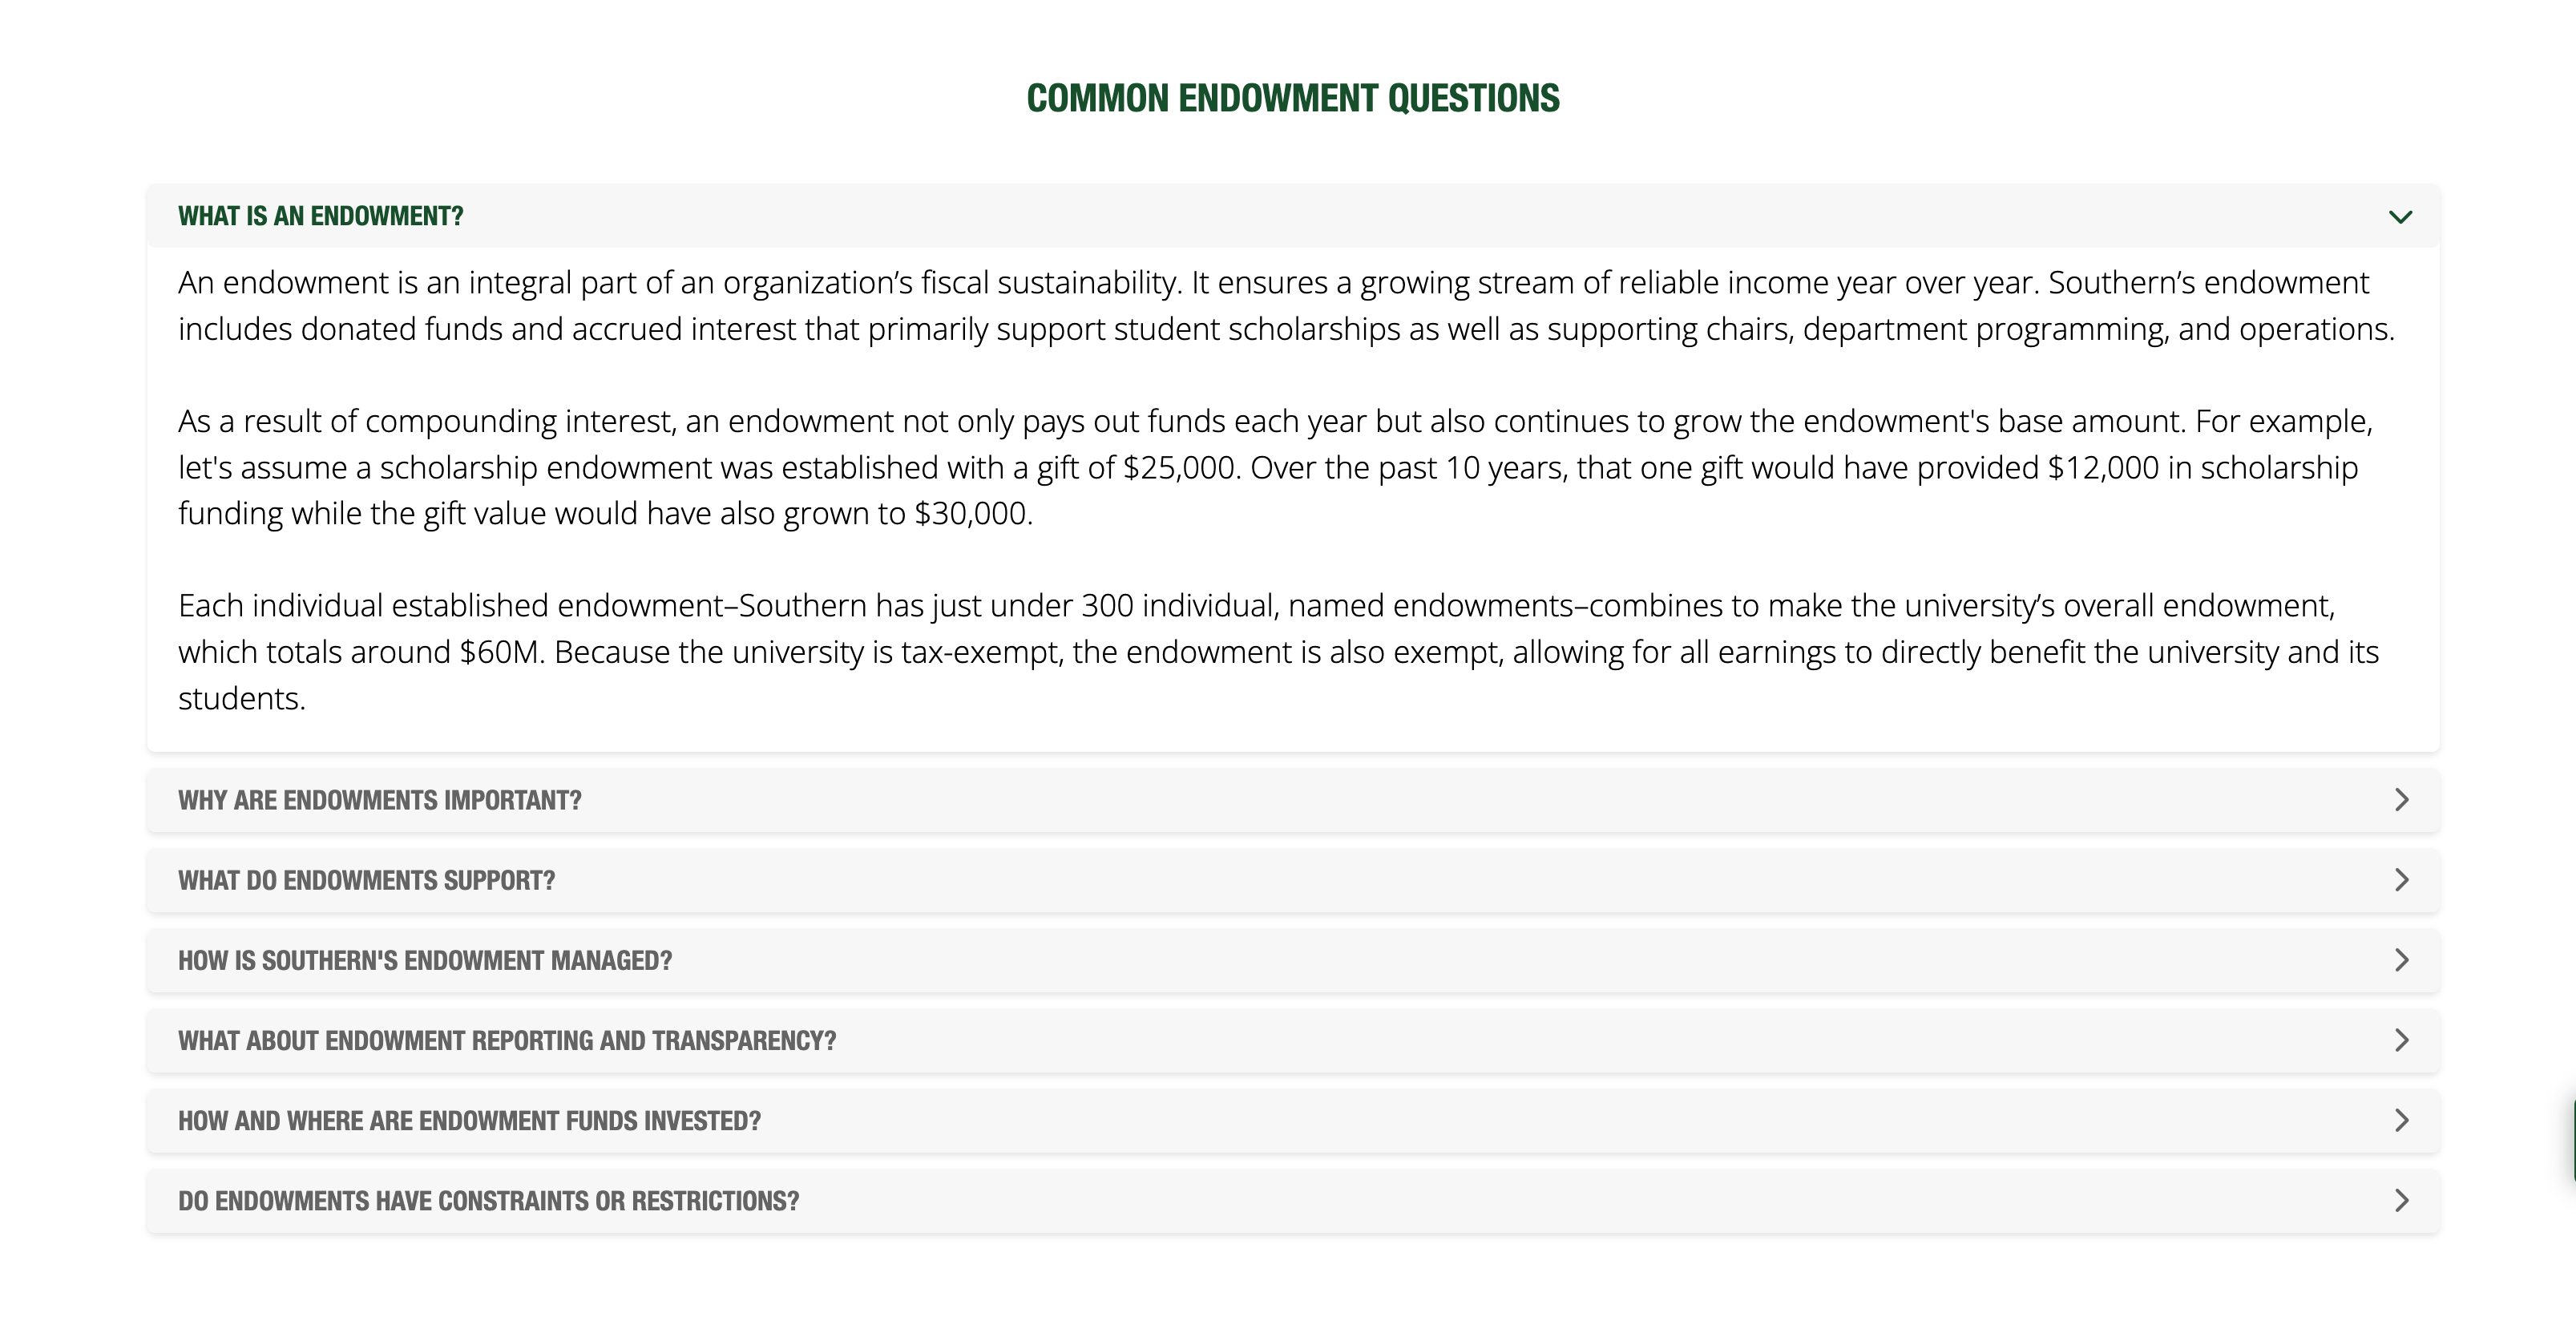 COMMON ENDOWMENT QUESTIONS
WHAT IS AN ENDOWMENT?
An endowment is an integral part of an organization’s fiscal sustainability. It ensures a growing stream of reliable income year over year. Southern’s endowment
includes donated funds and accrued interest that primarily support student scholarships as well as supporting chairs, department programming, and operations.
As a result of compounding interest, an endowment not only pays out funds each year but also continues to grow the endowment's base amount. For example,
let's assume a scholarship endowment was established with a gift of $25,000. Over the past 10 years, that one gift would have provided $12,000 in scholarship
funding while the gift value would have also grown to $30,000.
Each individual established endowment–Southern has just under 300 individual, named endowments–combines to make the university’s overall endowment,
which totals around $60M. Because the university is tax-exempt, the endowment is also exempt, allowing for all earnings to directly benefit the university and its
students.
WHY ARE ENDOWMENTS IMPORTANT?
WHAT DO ENDOWMENTS SUPPORT?
HOW IS SOUTHERN'S ENDOWMENT MANAGED?
WHAT ABOUT ENDOWMENT REPORTING AND TRANSPARENCY?
HOW AND WHERE ARE ENDOWMENT FUNDS INVESTED?
DO ENDOWMENTS HAVE CONSTRAINTS OR RESTRICTIONS?